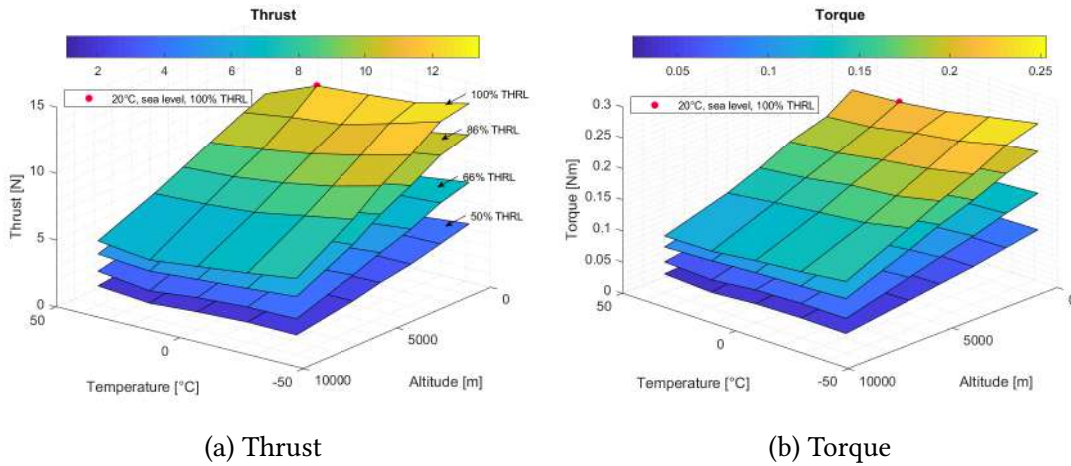 Thrust
2 4 6 8 10 12
20°C, sea level, 100% THRL
100% THRL
86% THRL
66% THRL
50% THRL
Thrust [N]
15
10
5
0
50
0
-50
Temperature [°C]
10000
5000
0
Altitude [m]
(a) Thrust
Torque
0.05 0.1 0.15 0.2 0.25
20°C, sea level, 100% THRL
Torque [Nm]
0.3
0.25
0.2
0.15
0.1
0.05
0
50
0
-50
Temperature [°C]
10000
5000
0
Altitude [m]
(b) Torque